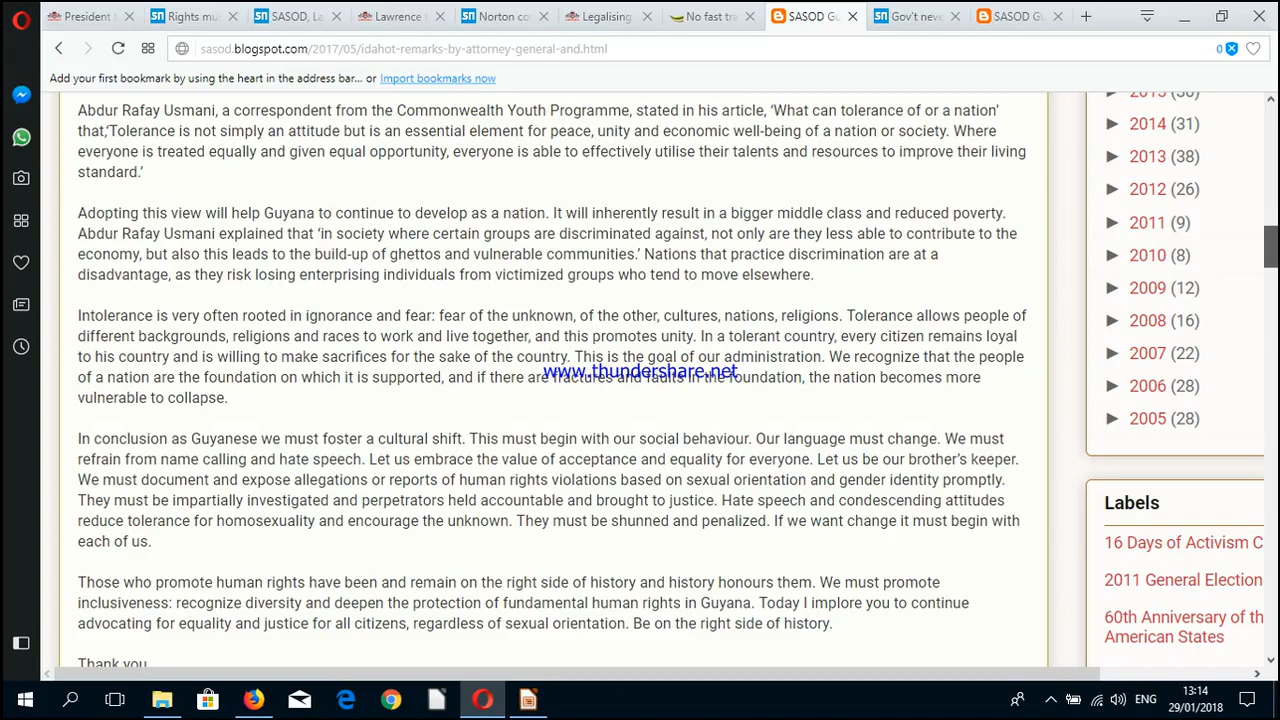 President t
Rights mu
SASOD, La
Lawrence t
Norton co
Legalising
No fast tra
SASOD Gu
Gov't neve
SASOD Gu
sasod.blogspot.com/2017/05/idahot-remarks-by-attorney-general-and.html
0
Add your first bookmark by using the heart in the address bar... or Import bookmarks now
Abdur Rafay Usmani, a correspondent from the Commonwealth Youth Programme, stated in his article, ‘What can tolerance of or a nation’
that,‘Tolerance is not simply an attitude but is an essential element for peace, unity and economic well-being of a nation or society. Where
everyone is treated equally and given equal opportunity, everyone is able to effectively utilise their talents and resources to improve their living
standard.’
Adopting this view will help Guyana to continue to develop as a nation. It will inherently result in a bigger middle class and reduced poverty.
Abdur Rafay Usmani explained that ‘in society where certain groups are discriminated against, not only are they less able to contribute to the
economy, but also this leads to the build-up of ghettos and vulnerable communities.’ Nations that practice discrimination are at a
disadvantage, as they risk losing enterprising individuals from victimized groups who tend to move elsewhere.
Intolerance is very often rooted in ignorance and fear: fear of the unknown, of the other, cultures, nations, religions. Tolerance allows people of
different backgrounds, religions and races to work and live together, and this promotes unity. In a tolerant country, every citizen remains loyal
to his country and is willing to make sacrifices for the sake of the country. This is the goal of our administration. We recognize that the people
of a nation are the foundation on which it is supported, and if there are fractures and faults in the foundation, the nation becomes more
vulnerable to collapse.
www.thundershare.net
In conclusion as Guyanese we must foster a cultural shift. This must begin with our social behaviour. Our language must change. We must
refrain from name calling and hate speech. Let us embrace the value of acceptance and equality for everyone. Let us be our brother’s keeper.
We must document and expose allegations or reports of human rights violations based on sexual orientation and gender identity promptly.
They must be impartially investigated and perpetrators held accountable and brought to justice. Hate speech and condescending attitudes
reduce tolerance for homosexuality and encourage the unknown. They must be shunned and penalized. If we want change it must begin with
each of us.
Those who promote human rights have been and remain on the right side of history and history honours them. We must promote
inclusiveness: recognize diversity and deepen the protection of fundamental human rights in Guyana. Today I implore you to continue
advocating for equality and justice for all citizens, regardless of sexual orientation. Be on the right side of history.
Thank you
2014 (31)
2013 (38)
2012 (26)
2011 (9)
2010 (8)
2009 (12)
2008 (16)
2007 (22)
2006 (28)
2005 (28)
Labels
16 Days of Activism C
2011 General Election
60th Anniversary of th
American States
ENG
13:14
29/01/2018